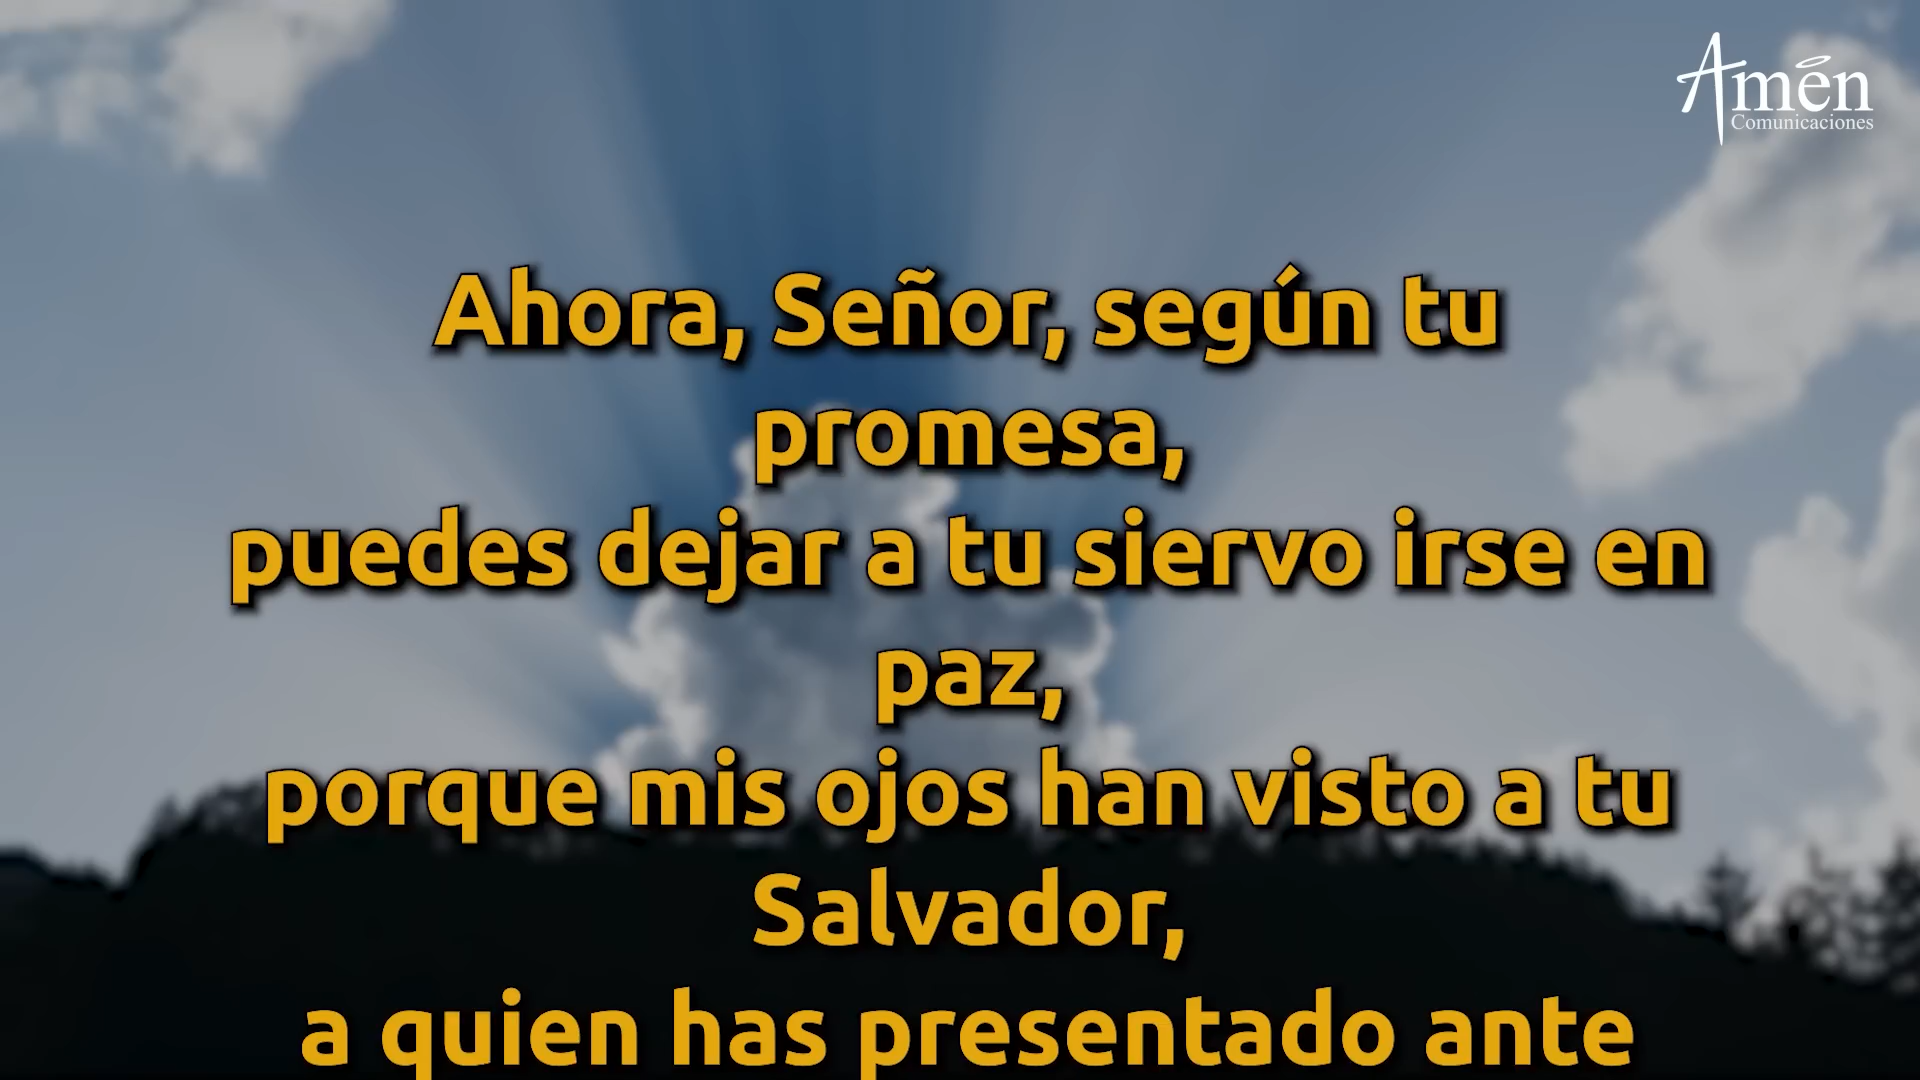 Amén
Comunicaciones
Ahora, Señor, según tu
promesa,
puedes dejar a tu siervo irse en
paz,
porque mis ojos han visto a tu
Salvador,
a quien has presentado ante